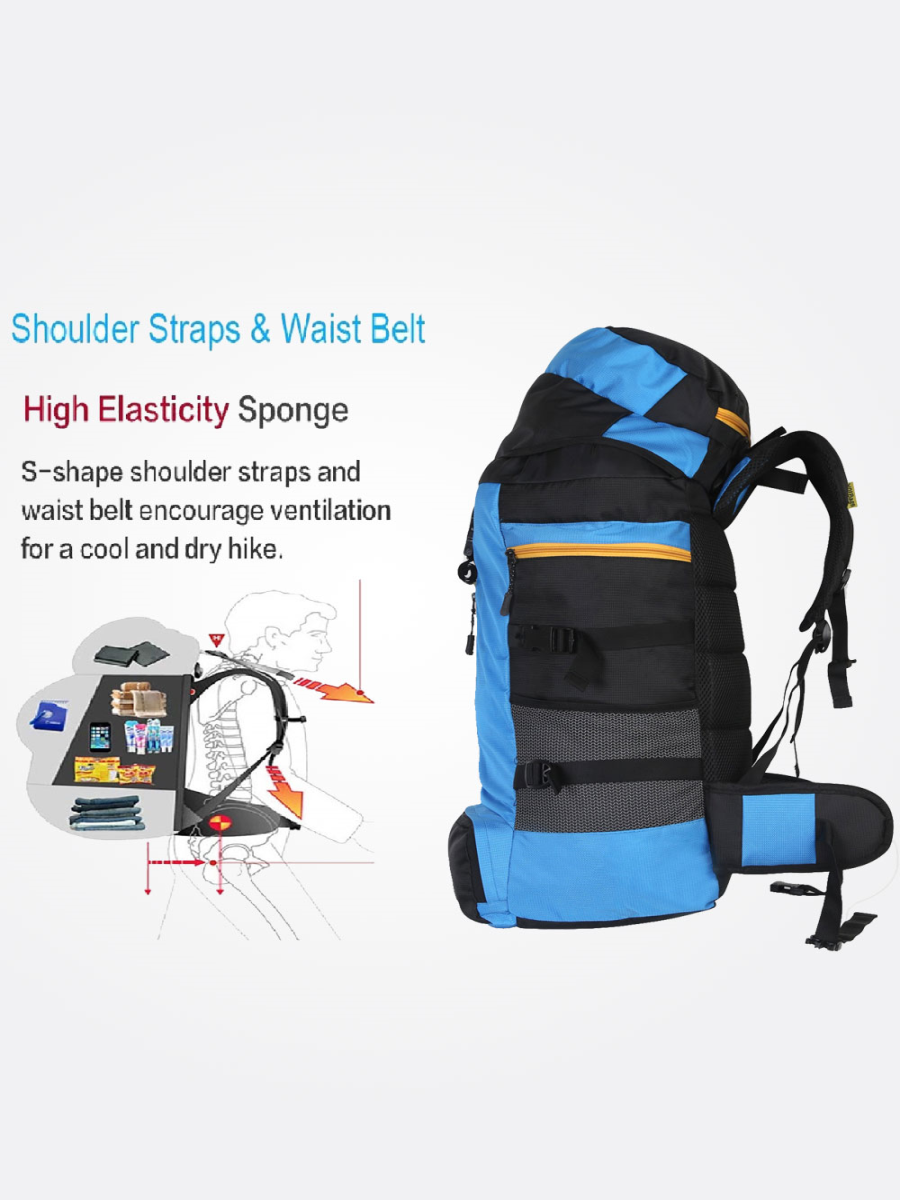 Shoulder Straps & Waist Belt
High Elasticity Sponge
S-shape shoulder straps and
waist belt encourage ventilation
for a cool and dry hike.